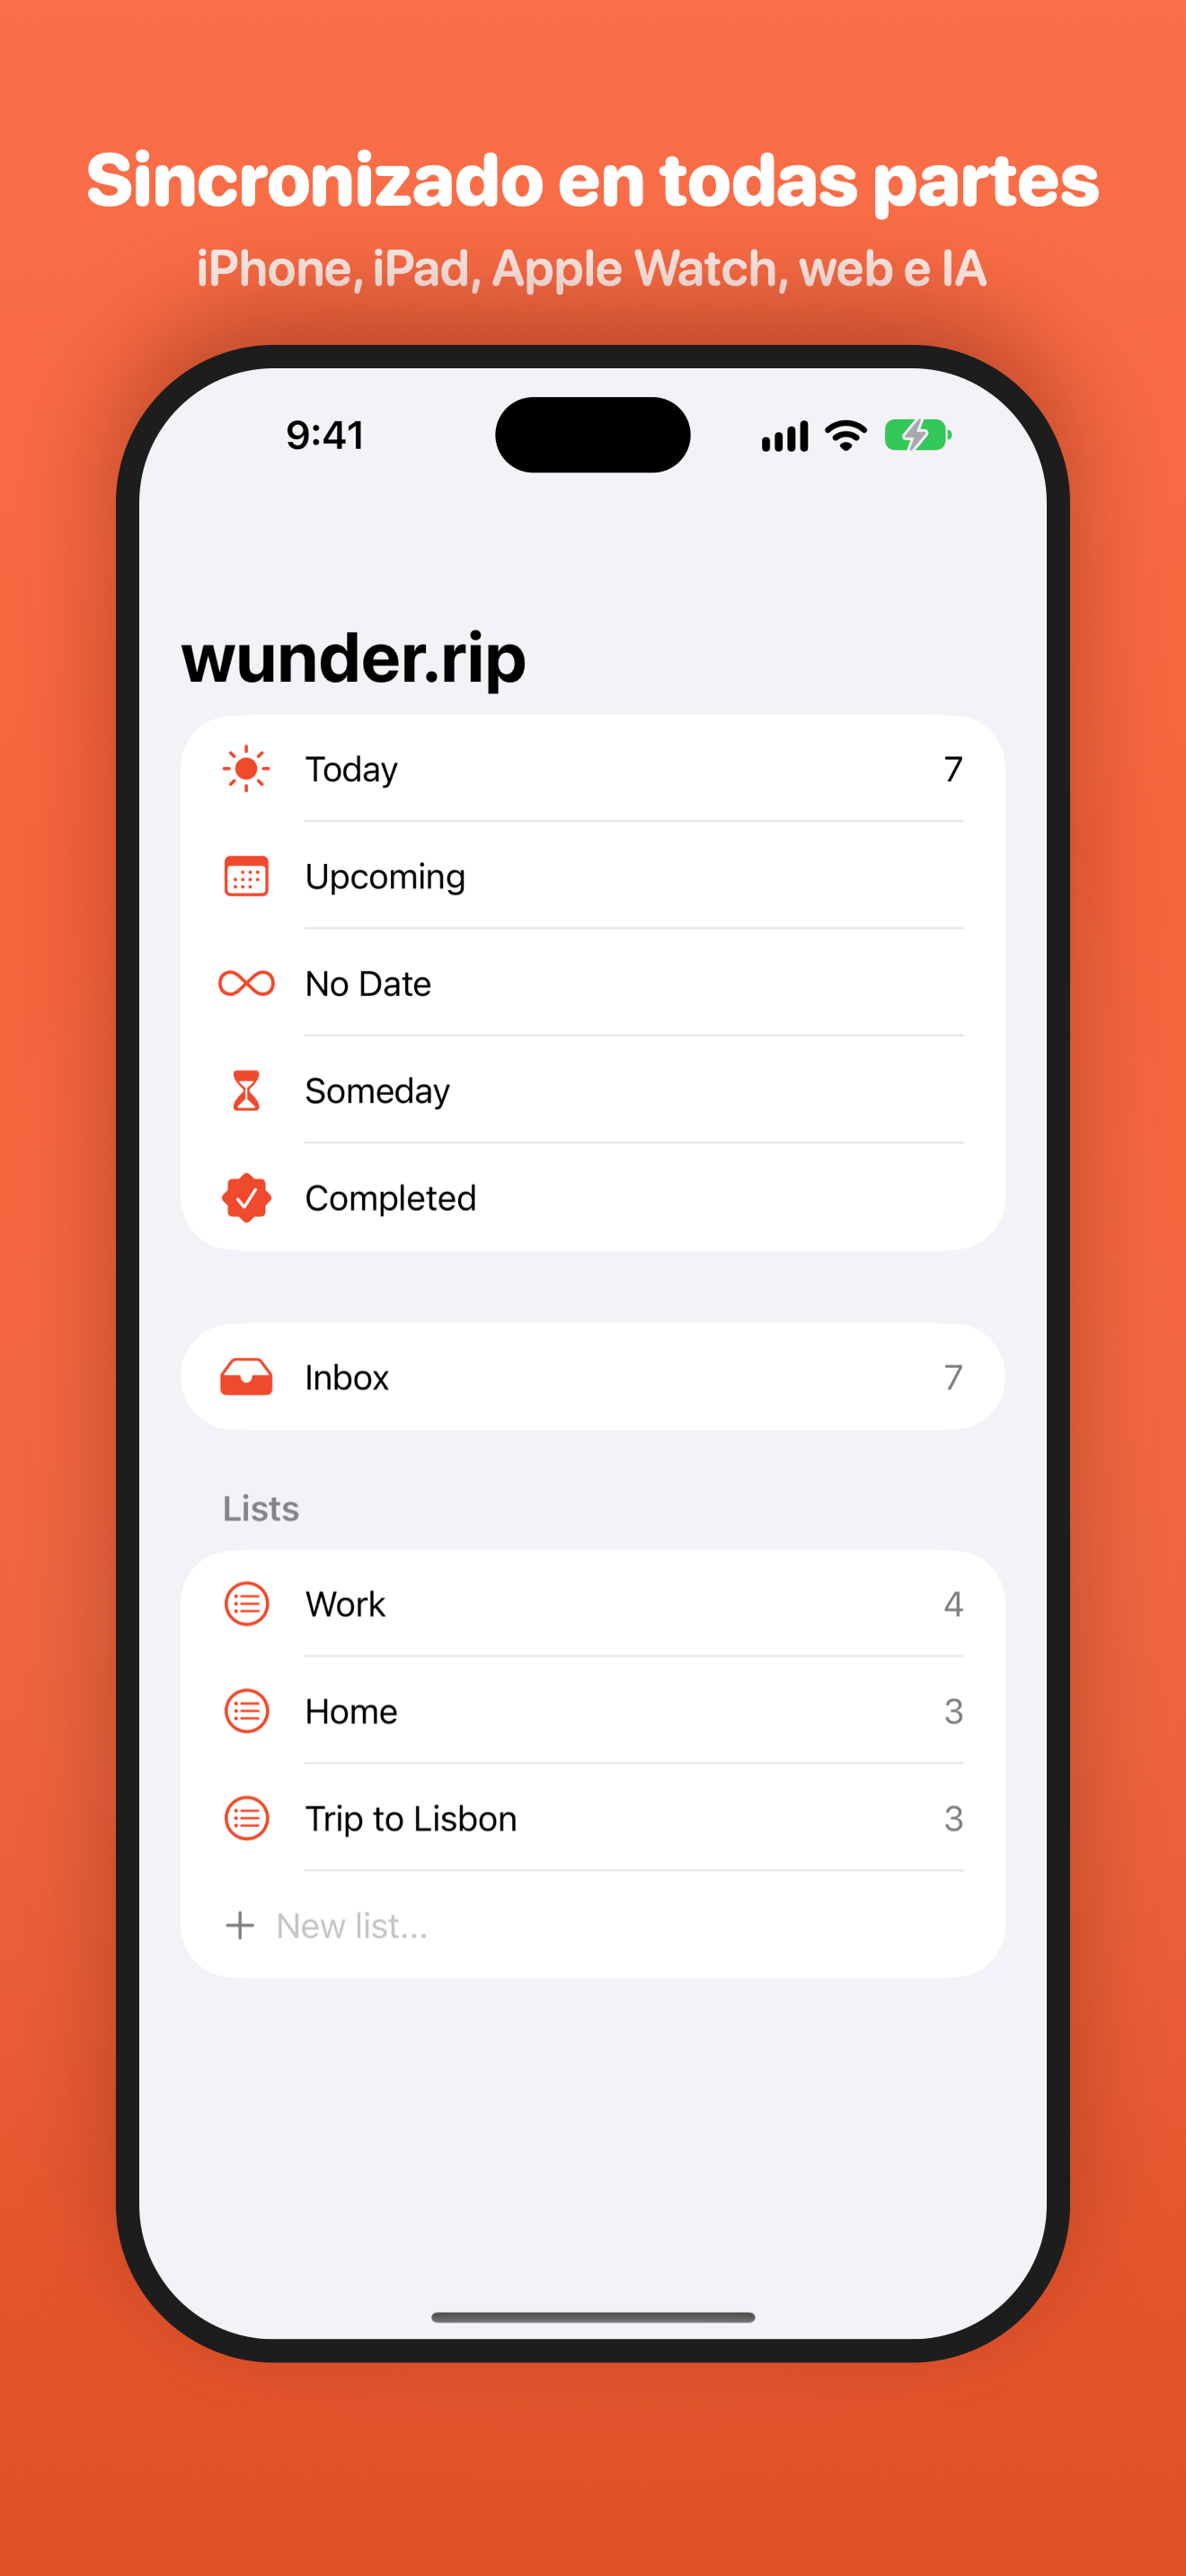 Sincronizado en todas partes
iPhone, iPad, Apple Watch, web e IA
9:41
wunder.rip
Today 7
Upcoming
No Date
Someday
Completed
Inbox 7
Lists
Work 4
Home 3
Trip to Lisbon 3
New list...